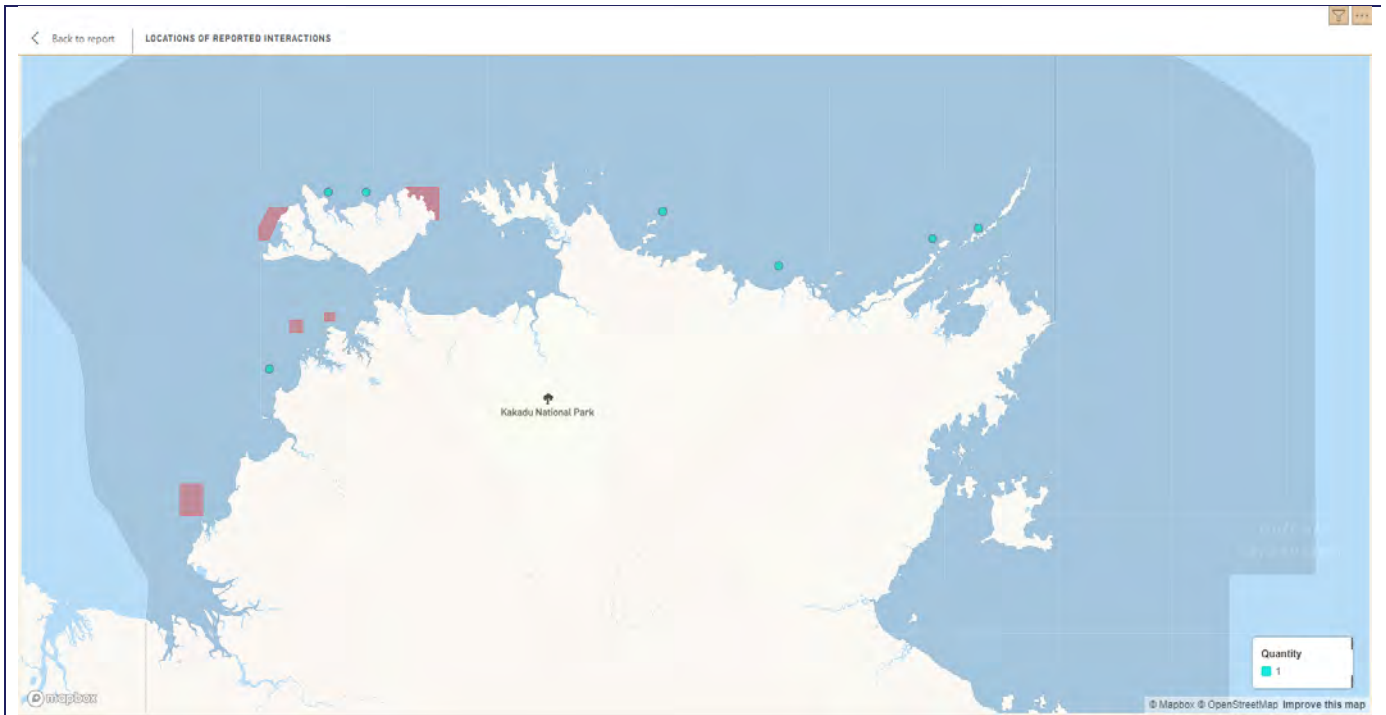 Back to report
LOCATIONS OF REPORTED INTERACTIONS
Kakadu National Park
Quantity
1
mapbox
© Mapbox © OpenStreetMap Improve this map